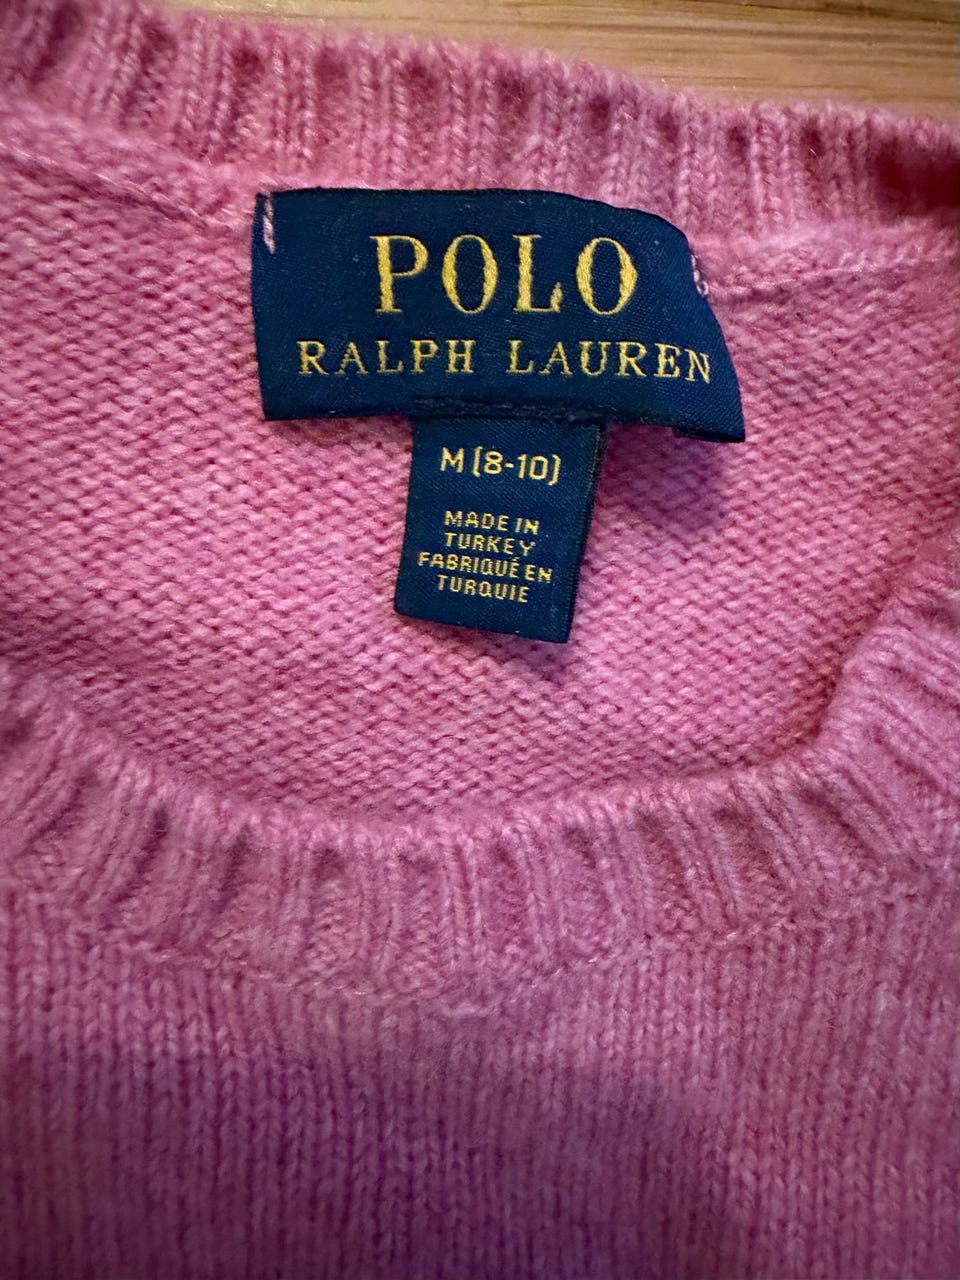 POLO
RALPH LAUREN
M (8-10)
MADE IN
TURKEY
FABRIQUÉ EN
TURQUIE